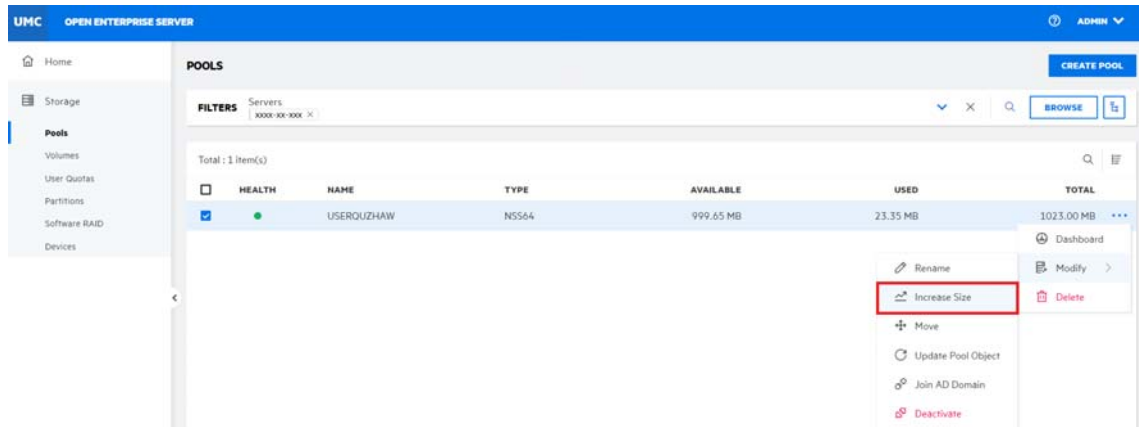 UMC OPEN ENTERPRISE SERVER ADMIN
Home
Storage
Pools
Volumes
User Quotas
Partitions
Software RAID
Devices
POOLS CREATE POOL
FILTERS Servers BROWSE
xxxx-xx-xxx
Total : 1 item(s)
HEALTH NAME TYPE AVAILABLE USED TOTAL
USERQUZHAW NSS64 999.65 MB 23.35 MB 1023.00 MB
Dashboard
Modify
Delete
Rename
Increase Size
Move
Update Pool Object
Join AD Domain
Deactivate